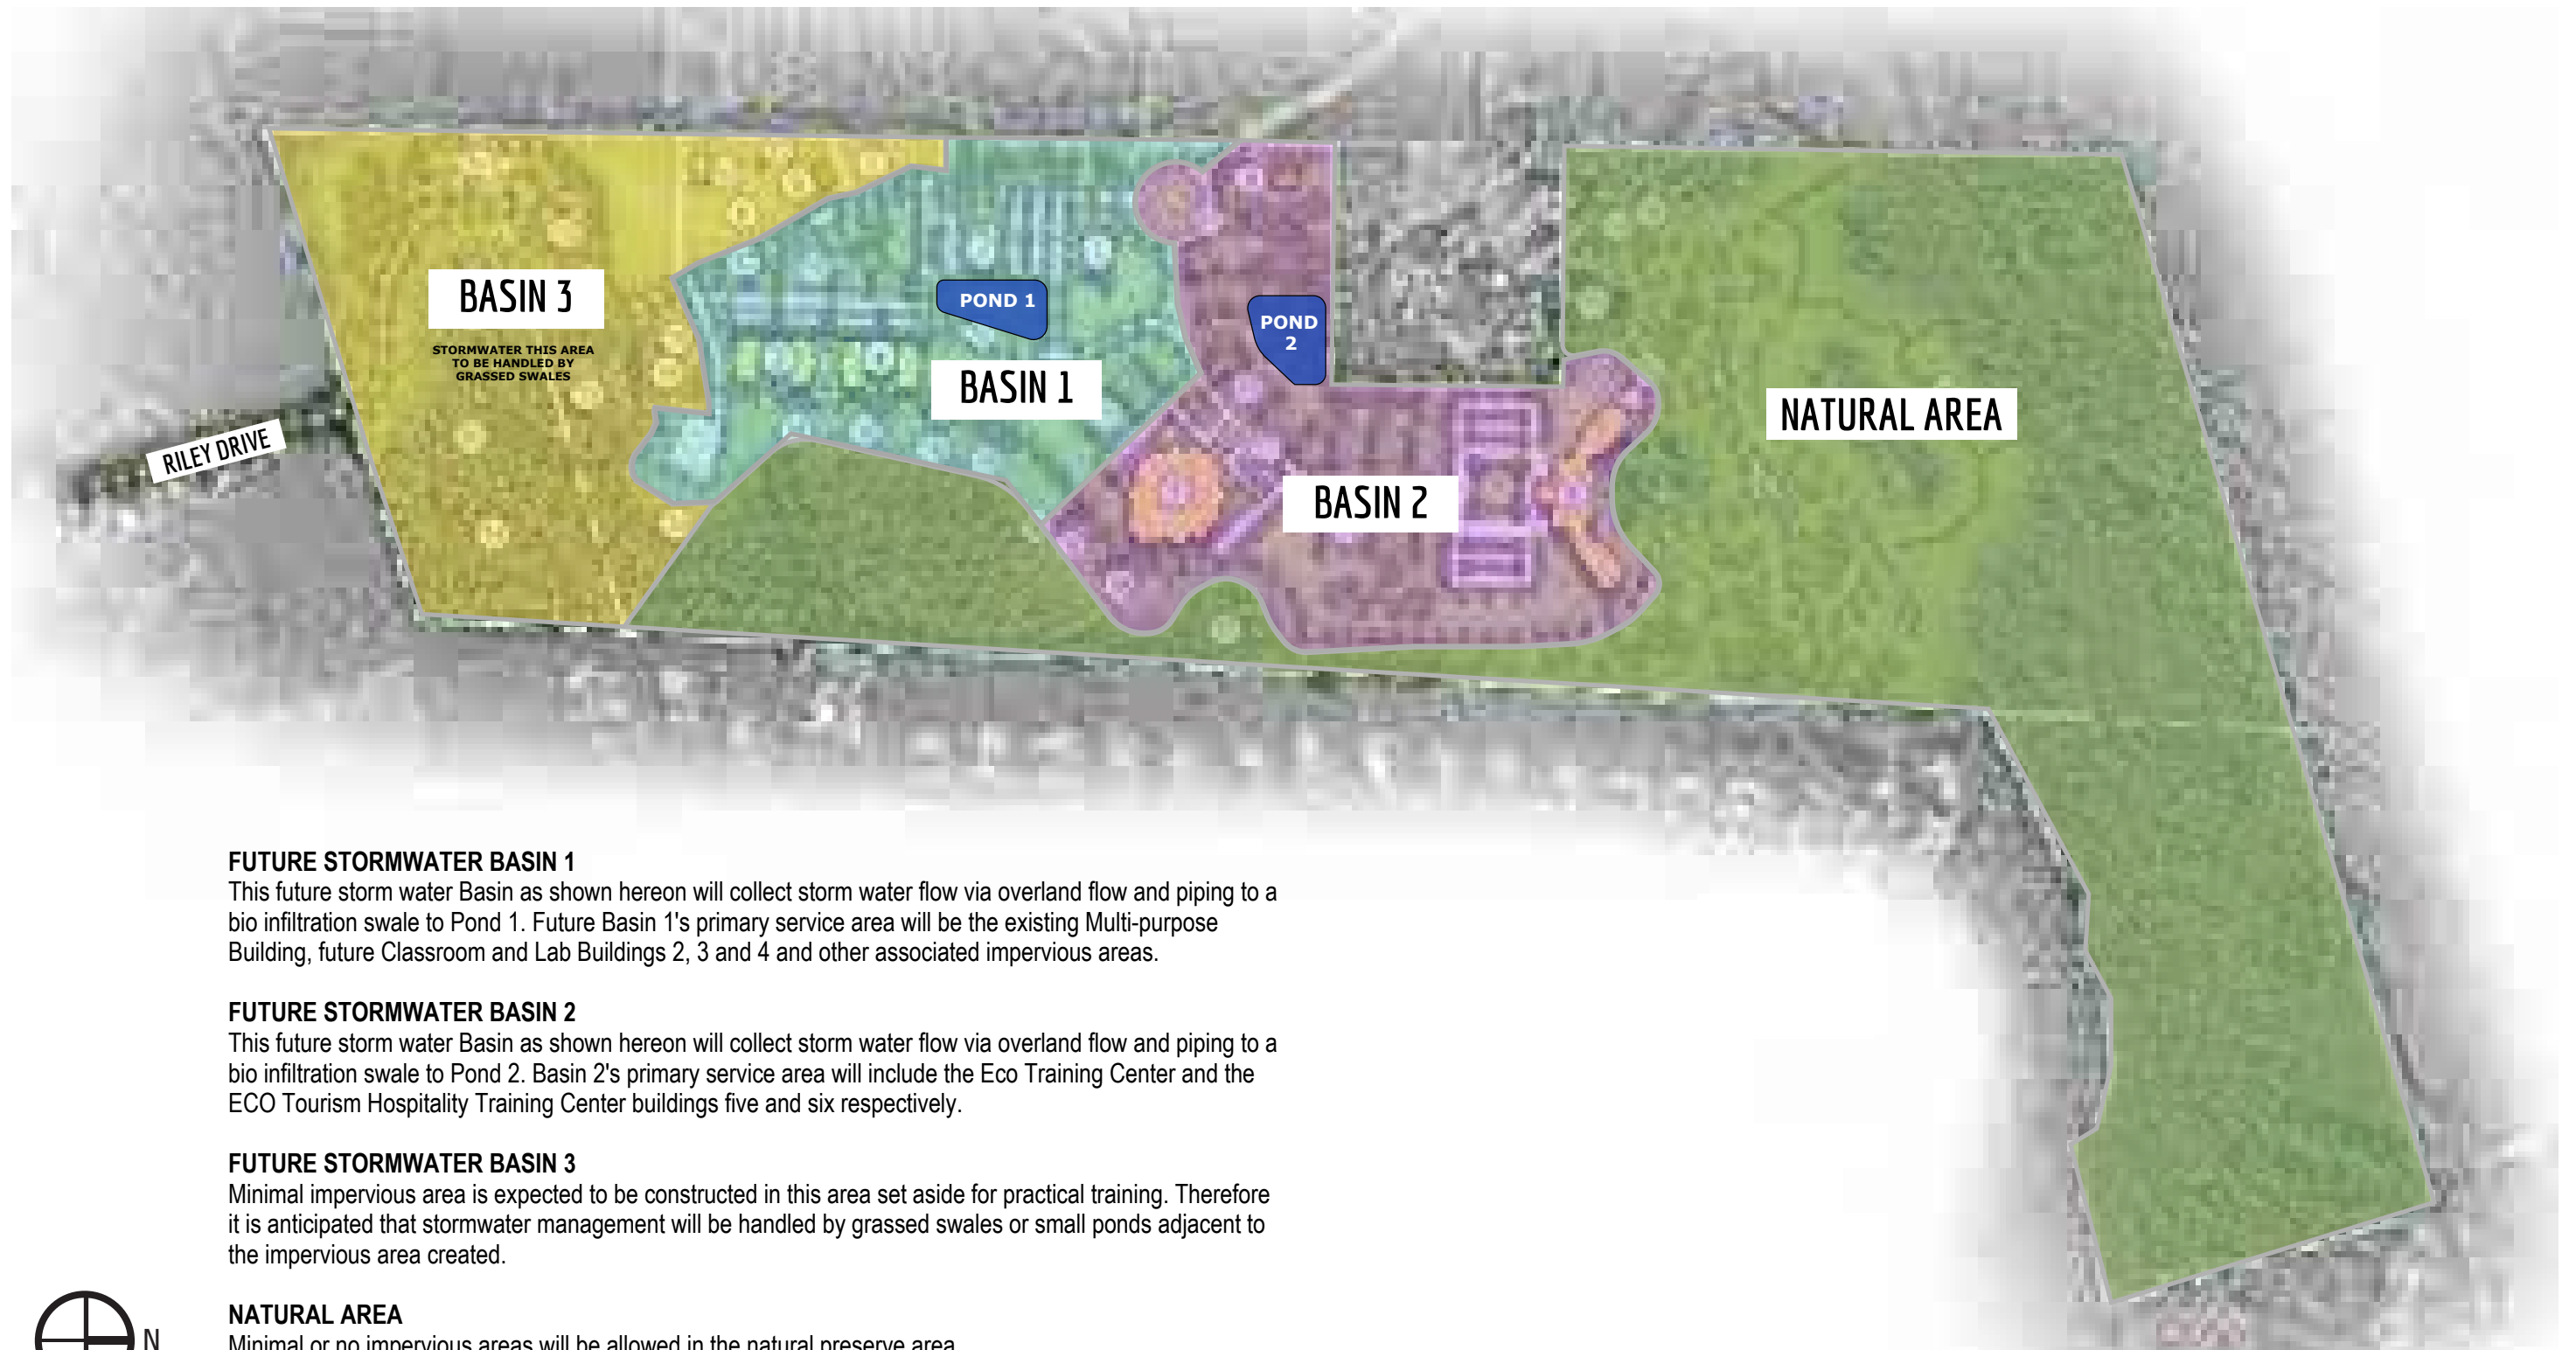 BASIN 3
STORMWATER THIS AREA
TO BE HANDLED BY
GRASSED SWALES
POND 1
BASIN 1
POND
2
BASIN 2
NATURAL AREA
RILEY DRIVE
FUTURE STORMWATER BASIN 1
This future storm water Basin as shown hereon will collect storm water flow via overland flow and piping to a
bio infiltration swale to Pond 1. Future Basin 1's primary service area will be the existing Multi-purpose
Building, future Classroom and Lab Buildings 2, 3 and 4 and other associated impervious areas.
FUTURE STORMWATER BASIN 2
This future storm water Basin as shown hereon will collect storm water flow via overland flow and piping to a
bio infiltration swale to Pond 2. Basin 2's primary service area will include the Eco Training Center and the
ECO Tourism Hospitality Training Center buildings five and six respectively.
FUTURE STORMWATER BASIN 3
Minimal impervious area is expected to be constructed in this area set aside for practical training. Therefore
it is anticipated that stormwater management will be handled by grassed swales or small ponds adjacent to
the impervious area created.
NATURAL AREA
Minimal or no impervious areas will be allowed in the natural preserve area
N